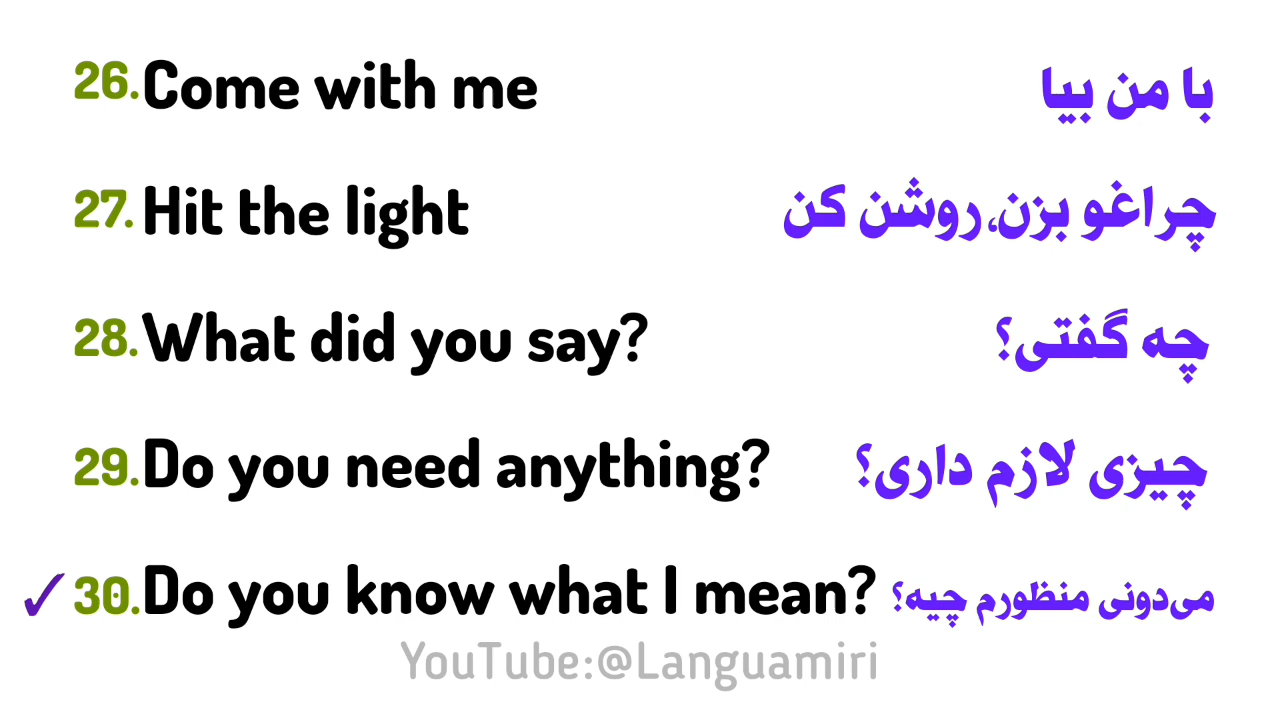 26. Come with me با من بیا
27. Hit the light چراغو بزن، روشن کن
28. What did you say? چه گفتی؟
29. Do you need anything? چیزی لازم داری؟
✓ 30. Do you know what I mean? می‌دونی منظورم چیه؟
YouTube:@Languamiri